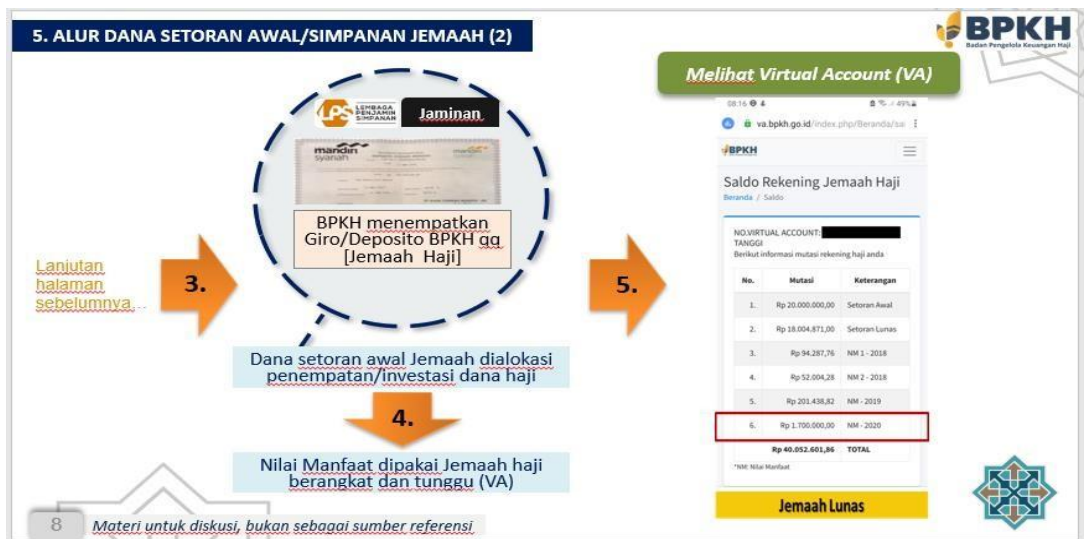 5. ALUR DANA SETORAN AWAL/SIMPANAN JEMAAH (2)
BPKH
Badan Pengelola Keuangan Haji
LPS LEMBAGA
PENJAMIN
SIMPANAN
Jaminan
mandiri
syariah
BPKH menempatkan
Giro/Deposito BPKH qq
[Jemaah Haji]
Lanjutan
halaman
sebelumnya...
3.
Dana setoran awal Jemaah dialokasi
penempatan/investasi dana haji
4.
Nilai Manfaat dipakai Jemaah haji
berangkat dan tunggu (VA)
5.
Melihat Virtual Account (VA)
08:16
49%
va.bpkh.go.id/index.php/Beranda/sal
BPKH
Saldo Rekening Jemaah Haji
Beranda / Saldo
NO.VIRTUAL ACCOUNT:
TANGGI
Berikut informasi mutasi rekening haji anda
No. Mutasi Keterangan
1. Rp 20.000.000,00 Setoran Awal
2. Rp 18.004.871,00 Setoran Lunas
3. Rp 94.287,76 NM 1 - 2018
4. Rp 52.004,28 NM 2 - 2018
5. Rp 201.438,82 NM - 2019
6. Rp 1.700.000,00 NM - 2020
Rp 40.052.601,86 TOTAL
*NM: Nilai Manfaat
Jemaah Lunas
8 Materi untuk diskusi, bukan sebagai sumber referensi